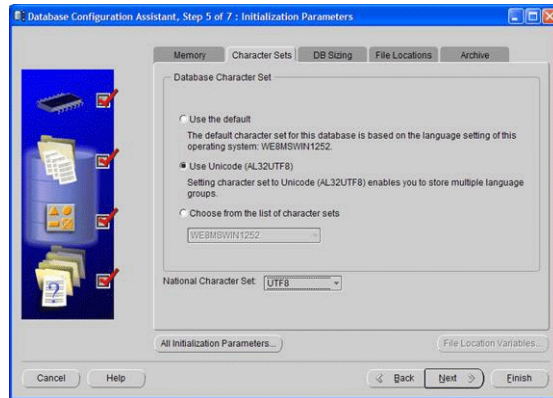 Database Configuration Assistant, Step 5 of 7 : Initialization Parameters
Memory Character Sets DB Sizing File Locations Archive
Database Character Set
Use the default
The default character set for this database is based on the language setting of this
operating system: WE8MSWIN1252.
Use Unicode (AL32UTF8)
Setting character set to Unicode (AL32UTF8) enables you to store multiple language
groups.
Choose from the list of character sets
WE8MSWIN1252
National Character Set: UTF8
All Initialization Parameters... File Location Variables...
Cancel Help Back Next Finish